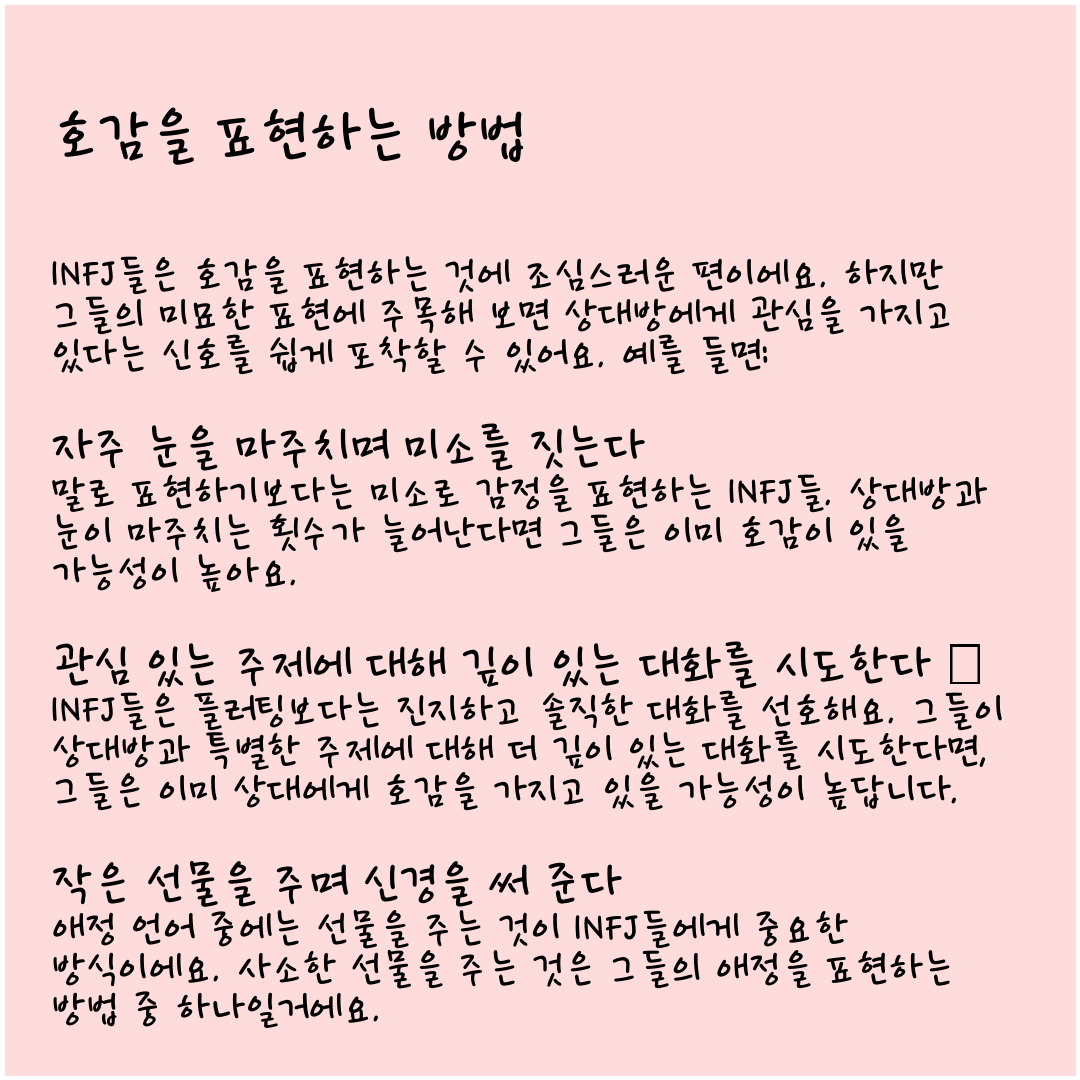 호감을 표현하는 방법
INFJ들은 호감을 표현하는 것에 조심스러운 편이에요. 하지만
그들의 미묘한 표현에 주목해 보면 상대방에게 관심을 가지고
있다는 신호를 쉽게 포착할 수 있어요. 예를 들면:
자주 눈을 마주치며 미소를 짓는다
말로 표현하기보다는 미소로 감정을 표현하는 INFJ들. 상대방과
눈이 마주치는 횟수가 늘어난다면 그들은 이미 호감이 있을
가능성이 높아요.
관심 있는 주제에 대해 깊이 있는 대화를 시도한다
INFJ들은 플러팅보다는 진지하고 솔직한 대화를 선호해요. 그들이
상대방과 특별한 주제에 대해 더 깊이 있는 대화를 시도한다면,
그들은 이미 상대에게 호감을 가지고 있을 가능성이 높답니다.
작은 선물을 주며 신경을 써 준다
애정 언어 중에는 선물을 주는 것이 INFJ들에게 중요한
방식이에요. 사소한 선물을 주는 것은 그들의 애정을 표현하는
방법 중 하나일거에요.